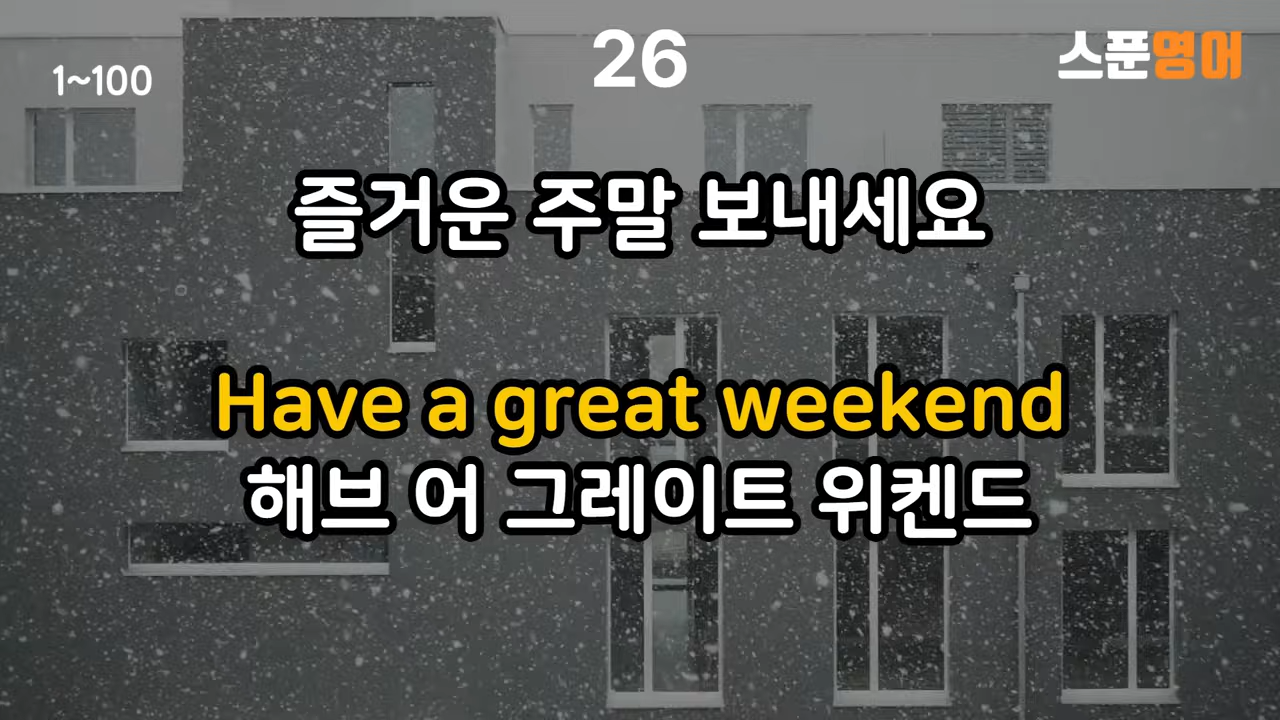 1~100
26
스푼영어
즐거운 주말 보내세요
Have a great weekend
해브 어 그레이트 위켄드